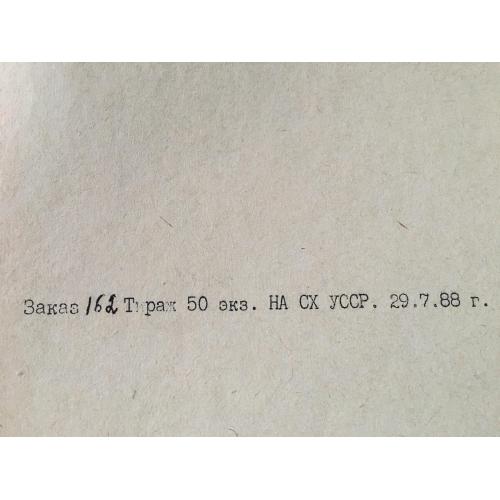 Заказ 162 Тираж 50 экз. НА СХ УССР. 29.7.88 г.